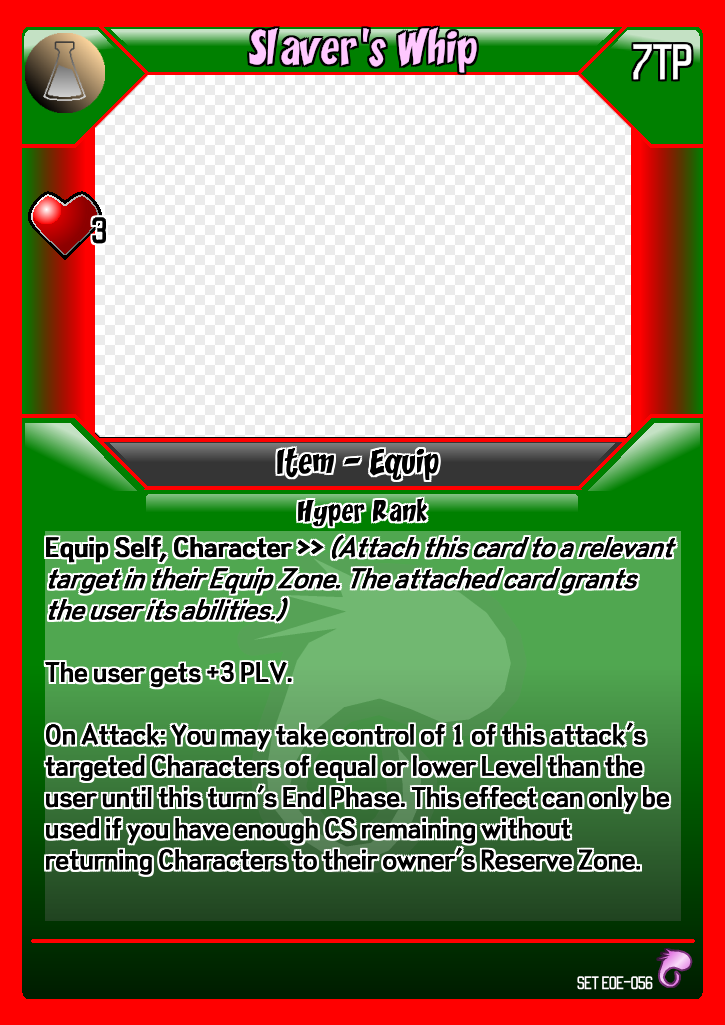 Slaver's Whip
7TP
3
Item - Equip
Hyper Rank
Equip Self, Character >> (Attach this card to a relevant
target in their Equip Zone. The attached card grants
the user its abilities.)
The user gets +3 PLV.
On Attack: You may take control of 1 of this attack's
targeted Characters of equal or lower Level than the
user until this turn's End Phase. This effect can only be
used if you have enough CS remaining without
returning Characters to their owner's Reserve Zone.
SET EOE-056